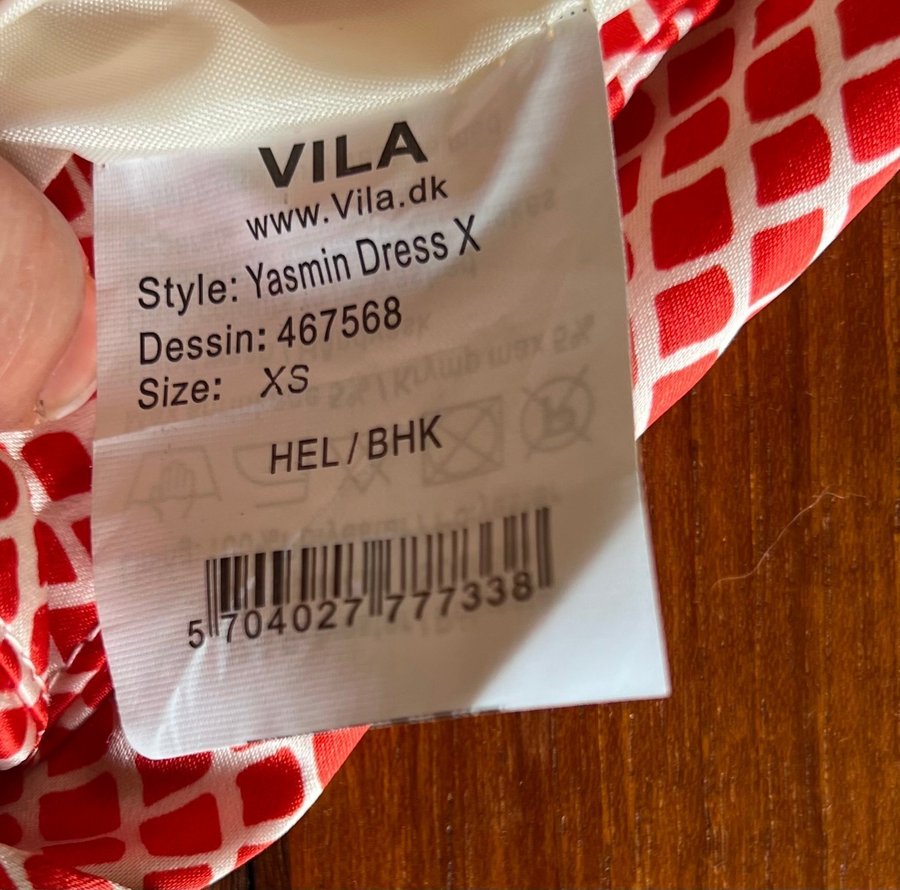 VILA
www.Vila.dk
Style: Yasmin Dress X
Dessin: 467568
Size: XS
HEL/BHK
5 704027 777338